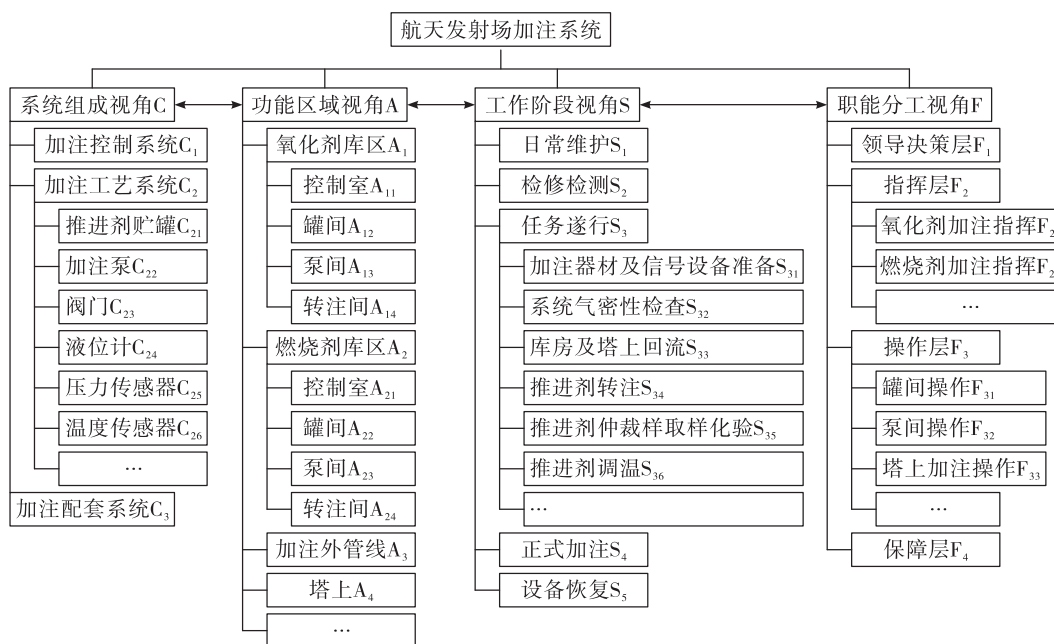 航天发射场加注系统
系统组成视角C
加注控制系统C₁
加注工艺系统C₂
推进剂贮罐C₂₁
加注泵C₂₂
阀门C₂₃
液位计C₂₄
压力传感器C₂₅
温度传感器C₂₆
…
加注配套系统C₃
功能区域视角A
氧化剂库区A₁
控制室A₁₁
罐间A₁₂
泵间A₁₃
转注间A₁₄
燃烧剂库区A₂
控制室A₂₁
罐间A₂₂
泵间A₂₃
转注间A₂₄
加注外管线A₃
塔上A₄
…
工作阶段视角S
日常维护S₁
检修检测S₂
任务遂行S₃
加注器材及信号设备准备S₃₁
系统气密性检查S₃₂
库房及塔上回流S₃₃
推进剂转注S₃₄
推进剂仲裁样取样化验S₃₅
推进剂调温S₃₆
…
正式加注S₄
设备恢复S₅
职能分工视角F
领导决策层F₁
指挥层F₂
氧化剂加注指挥F₂
燃烧剂加注指挥F₂
…
操作层F₃
罐间操作F₃₁
泵间操作F₃₂
塔上加注操作F₃₃
…
保障层F₄